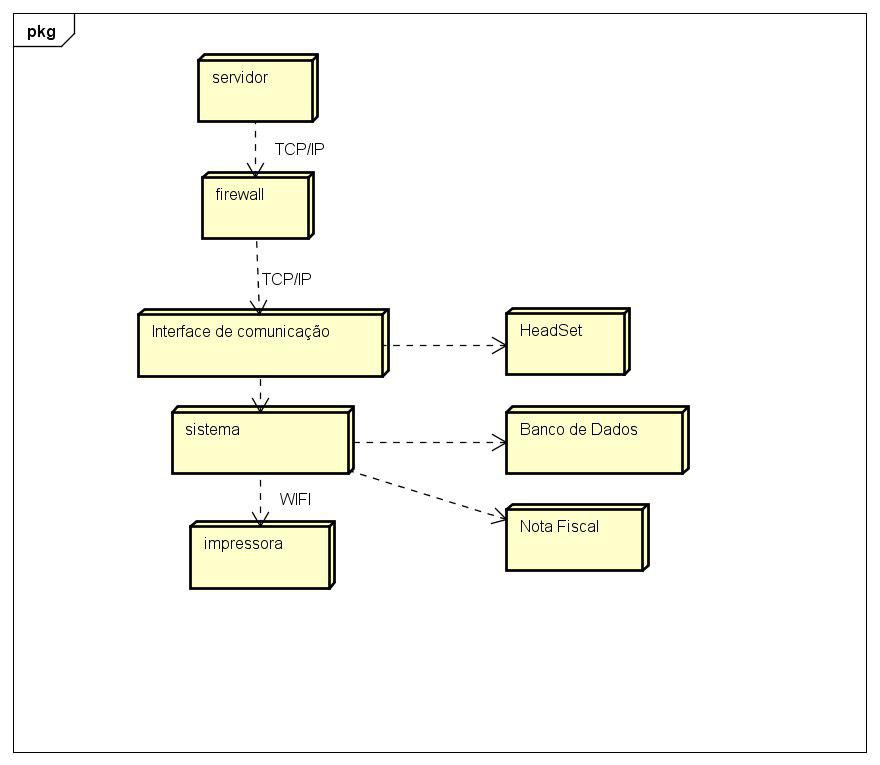 pkg
servidor
TCP/IP
firewall
TCP/IP
Interface de comunicação
HeadSet
sistema
Banco de Dados
WIFI
Nota Fiscal
impressora